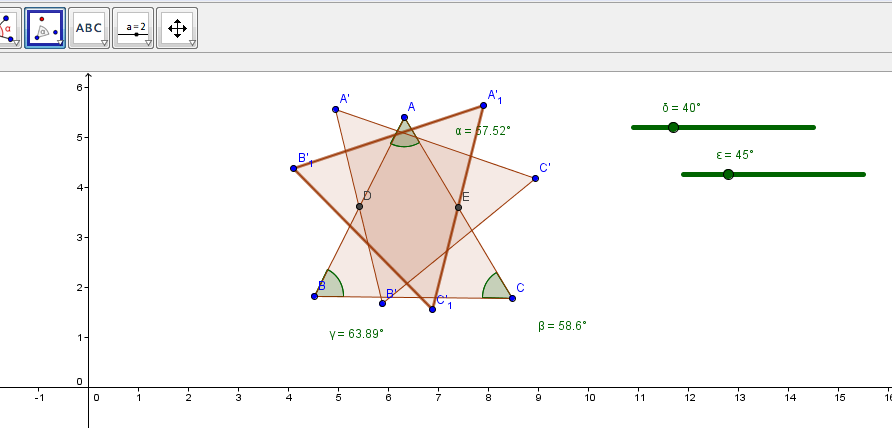 α
ABC
a=2
6
A'
A
A'₁
δ = 40°
5
α = 57.52°
B'₁
C'
ε = 45°
4
D
E
3
2
B
B'
C'₁
C
γ = 63.89°
β = 58.6°
1
0
-1 0 1 2 3 4 5 6 7 8 9 10 11 12 13 14 15 16